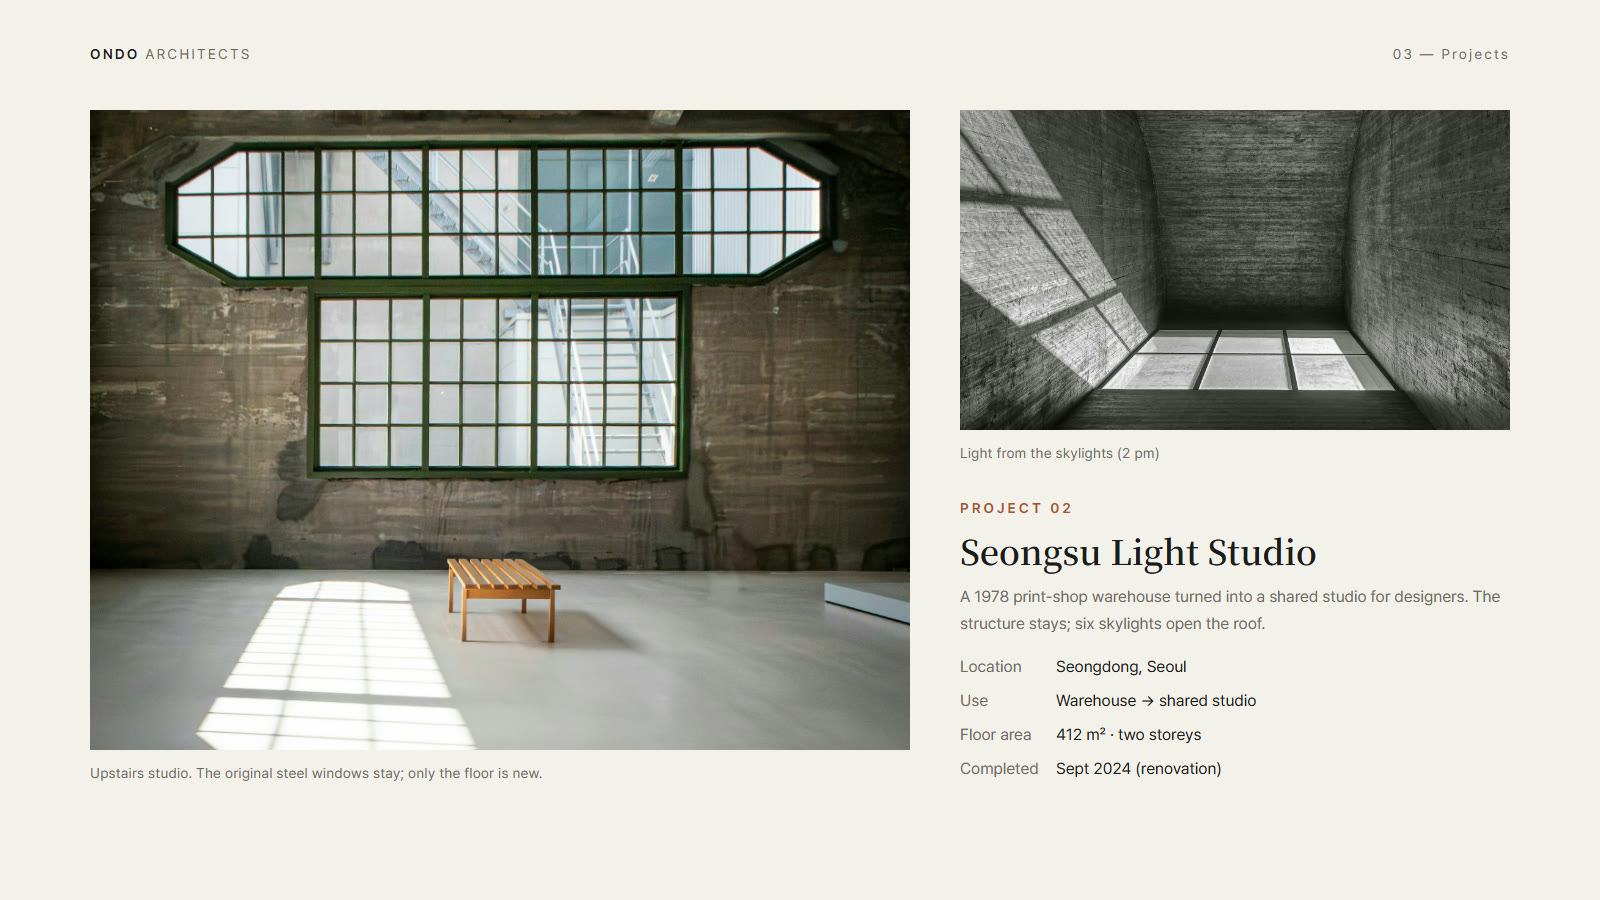 ONDO ARCHITECTS
03 — Projects
Upstairs studio. The original steel windows stay; only the floor is new.
Light from the skylights (2 pm)
PROJECT 02
Seongsu Light Studio
A 1978 print-shop warehouse turned into a shared studio for designers. The
structure stays; six skylights open the roof.
Location Seongdong, Seoul
Use Warehouse → shared studio
Floor area 412 m² · two storeys
Completed Sept 2024 (renovation)